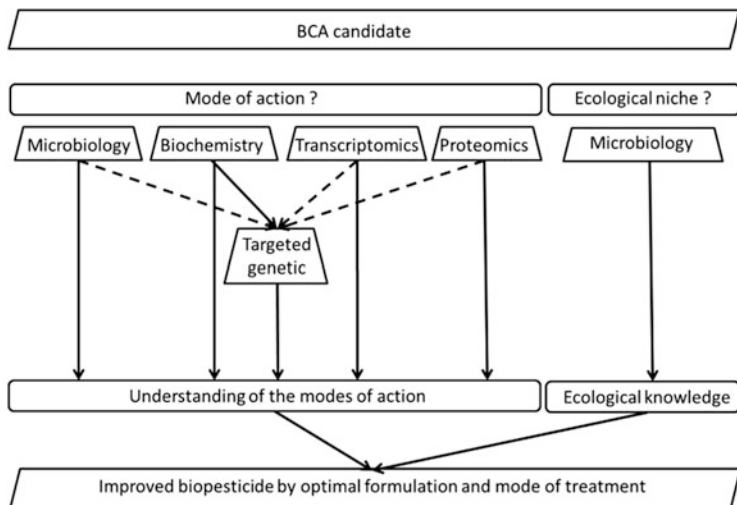 BCA candidate
Mode of action ?
Ecological niche ?
Microbiology
Biochemistry
Transcriptomics
Proteomics
Microbiology
Targeted
genetic
Understanding of the modes of action
Ecological knowledge
Improved biopesticide by optimal formulation and mode of treatment